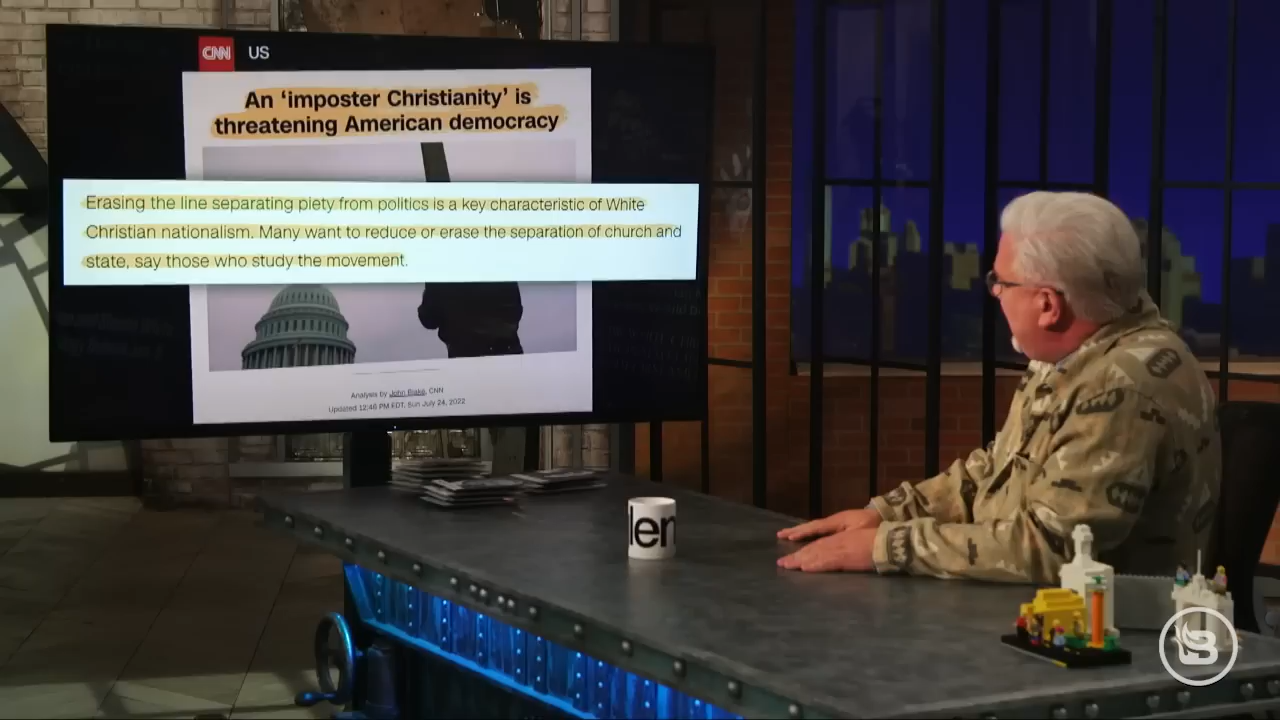 CNN US
An ‘imposter Christianity’ is
threatening American democracy
Erasing the line separating piety from politics is a key characteristic of White
Christian nationalism. Many want to reduce or erase the separation of church and
state, say those who study the movement.
Analysis by John Blake, CNN
Updated 12:46 PM EDT, Sun July 24, 2022
len
B